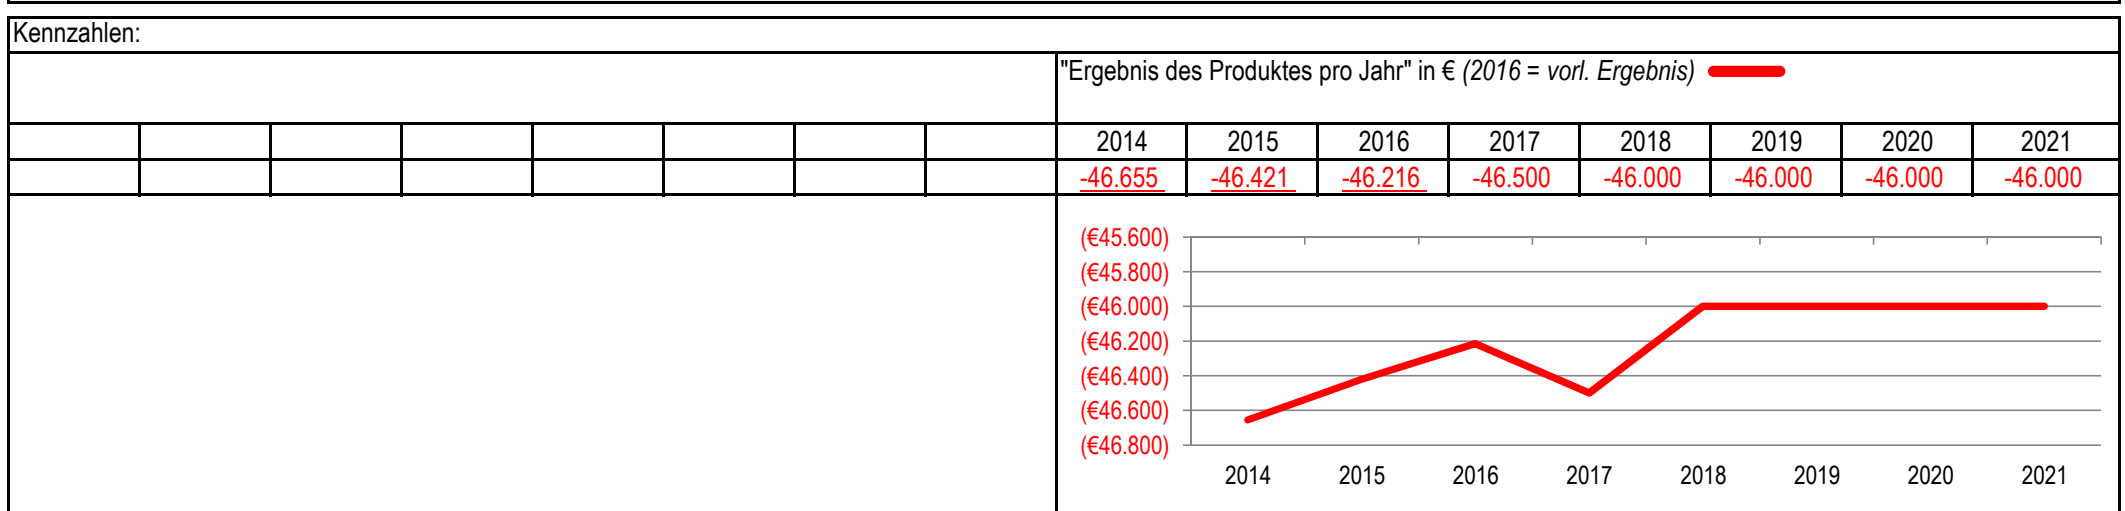 Kennzahlen:
"Ergebnis des Produktes pro Jahr" in € (2016 = vorl. Ergebnis)
2014 2015 2016 2017 2018 2019 2020 2021
-46.655 -46.421 -46.216 -46.500 -46.000 -46.000 -46.000 -46.000
(€45.600)
(€45.800)
(€46.000)
(€46.200)
(€46.400)
(€46.600)
(€46.800)
2014 2015 2016 2017 2018 2019 2020 2021